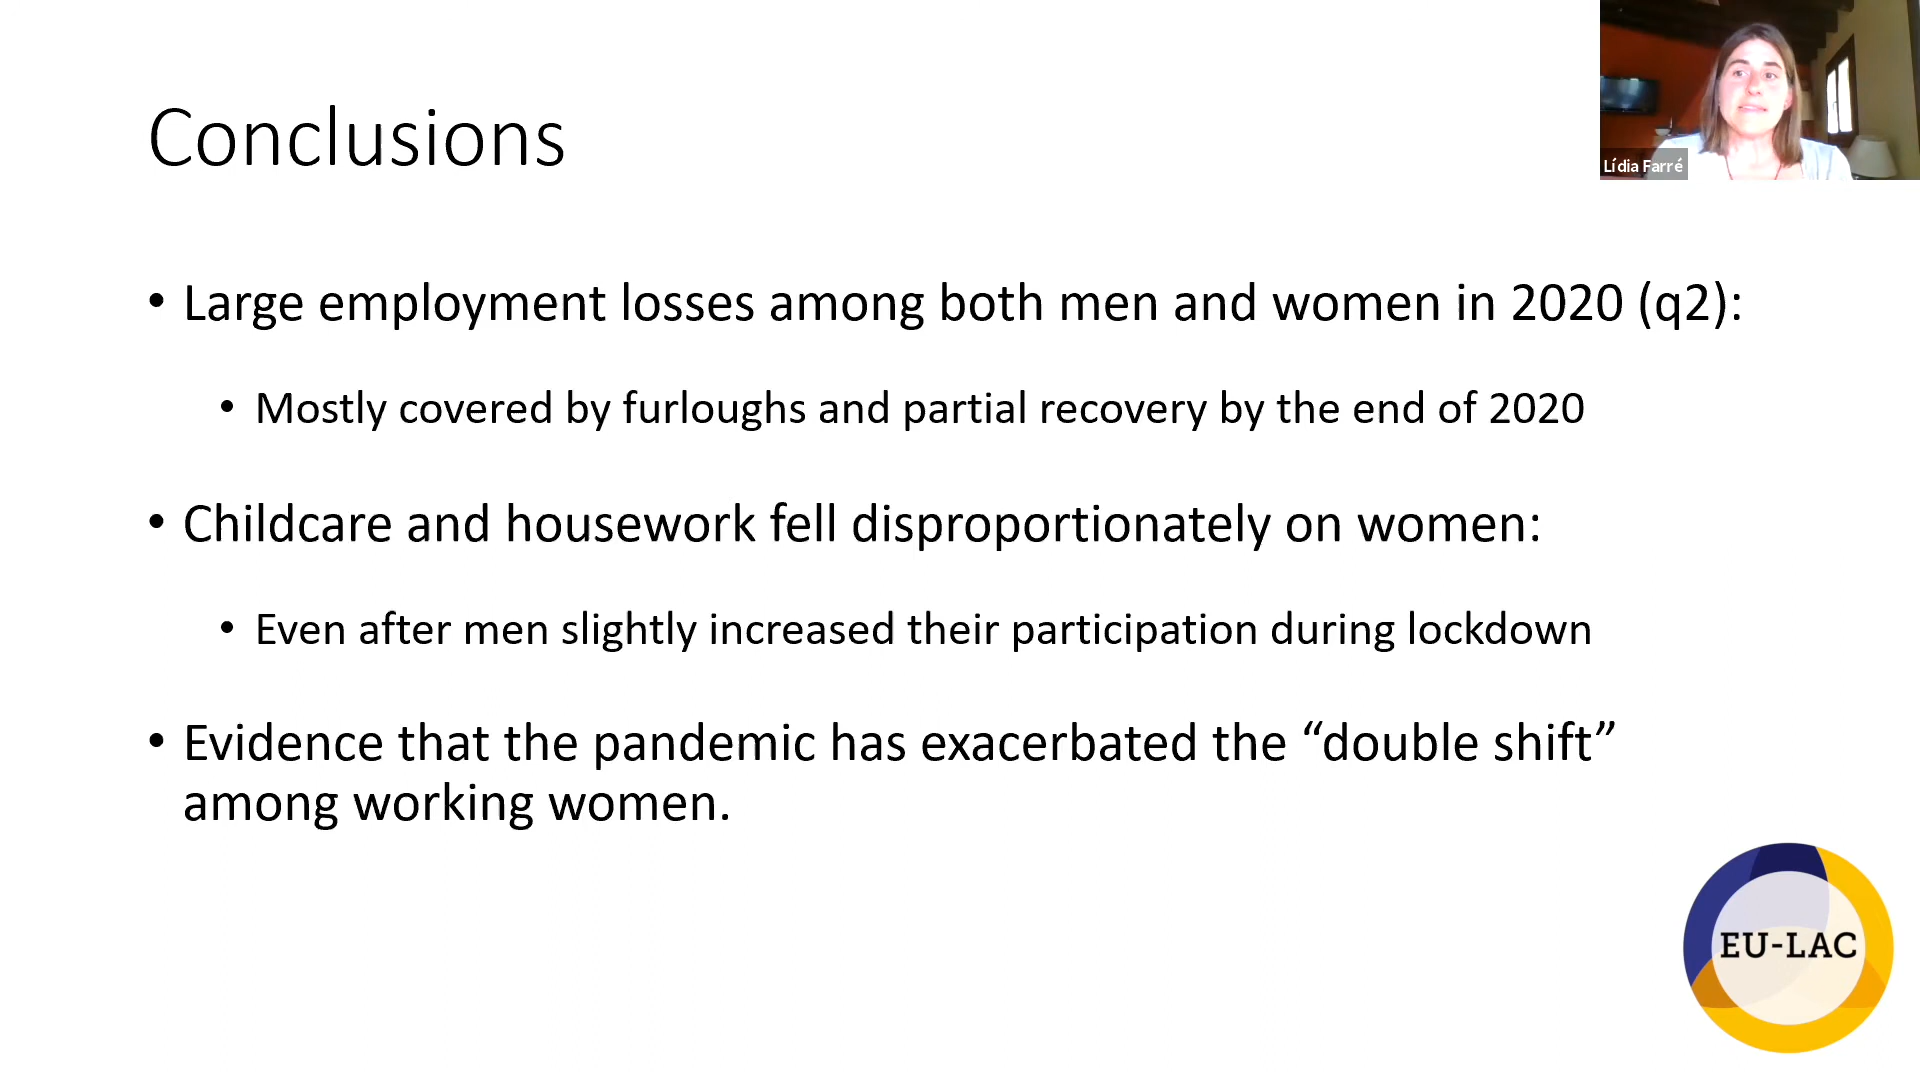 Lídia Farré
Conclusions
• Large employment losses among both men and women in 2020 (q2):
• Mostly covered by furloughs and partial recovery by the end of 2020
• Childcare and housework fell disproportionately on women:
• Even after men slightly increased their participation during lockdown
• Evidence that the pandemic has exacerbated the “double shift”
among working women.
EU-LAC